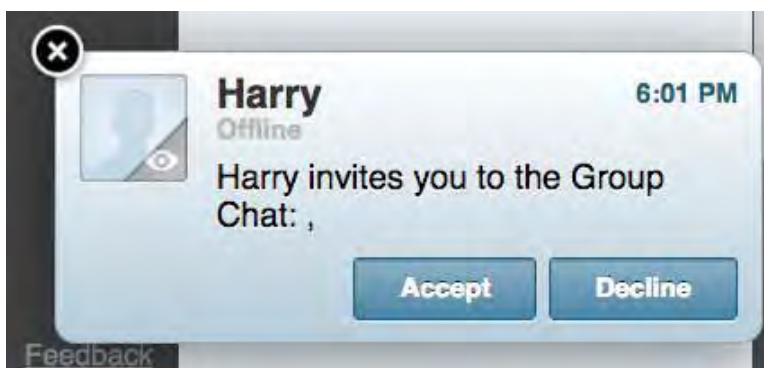 Harry
6:01 PM
Offline
Harry invites you to the Group
Chat: ,
Accept
Decline
Feedback